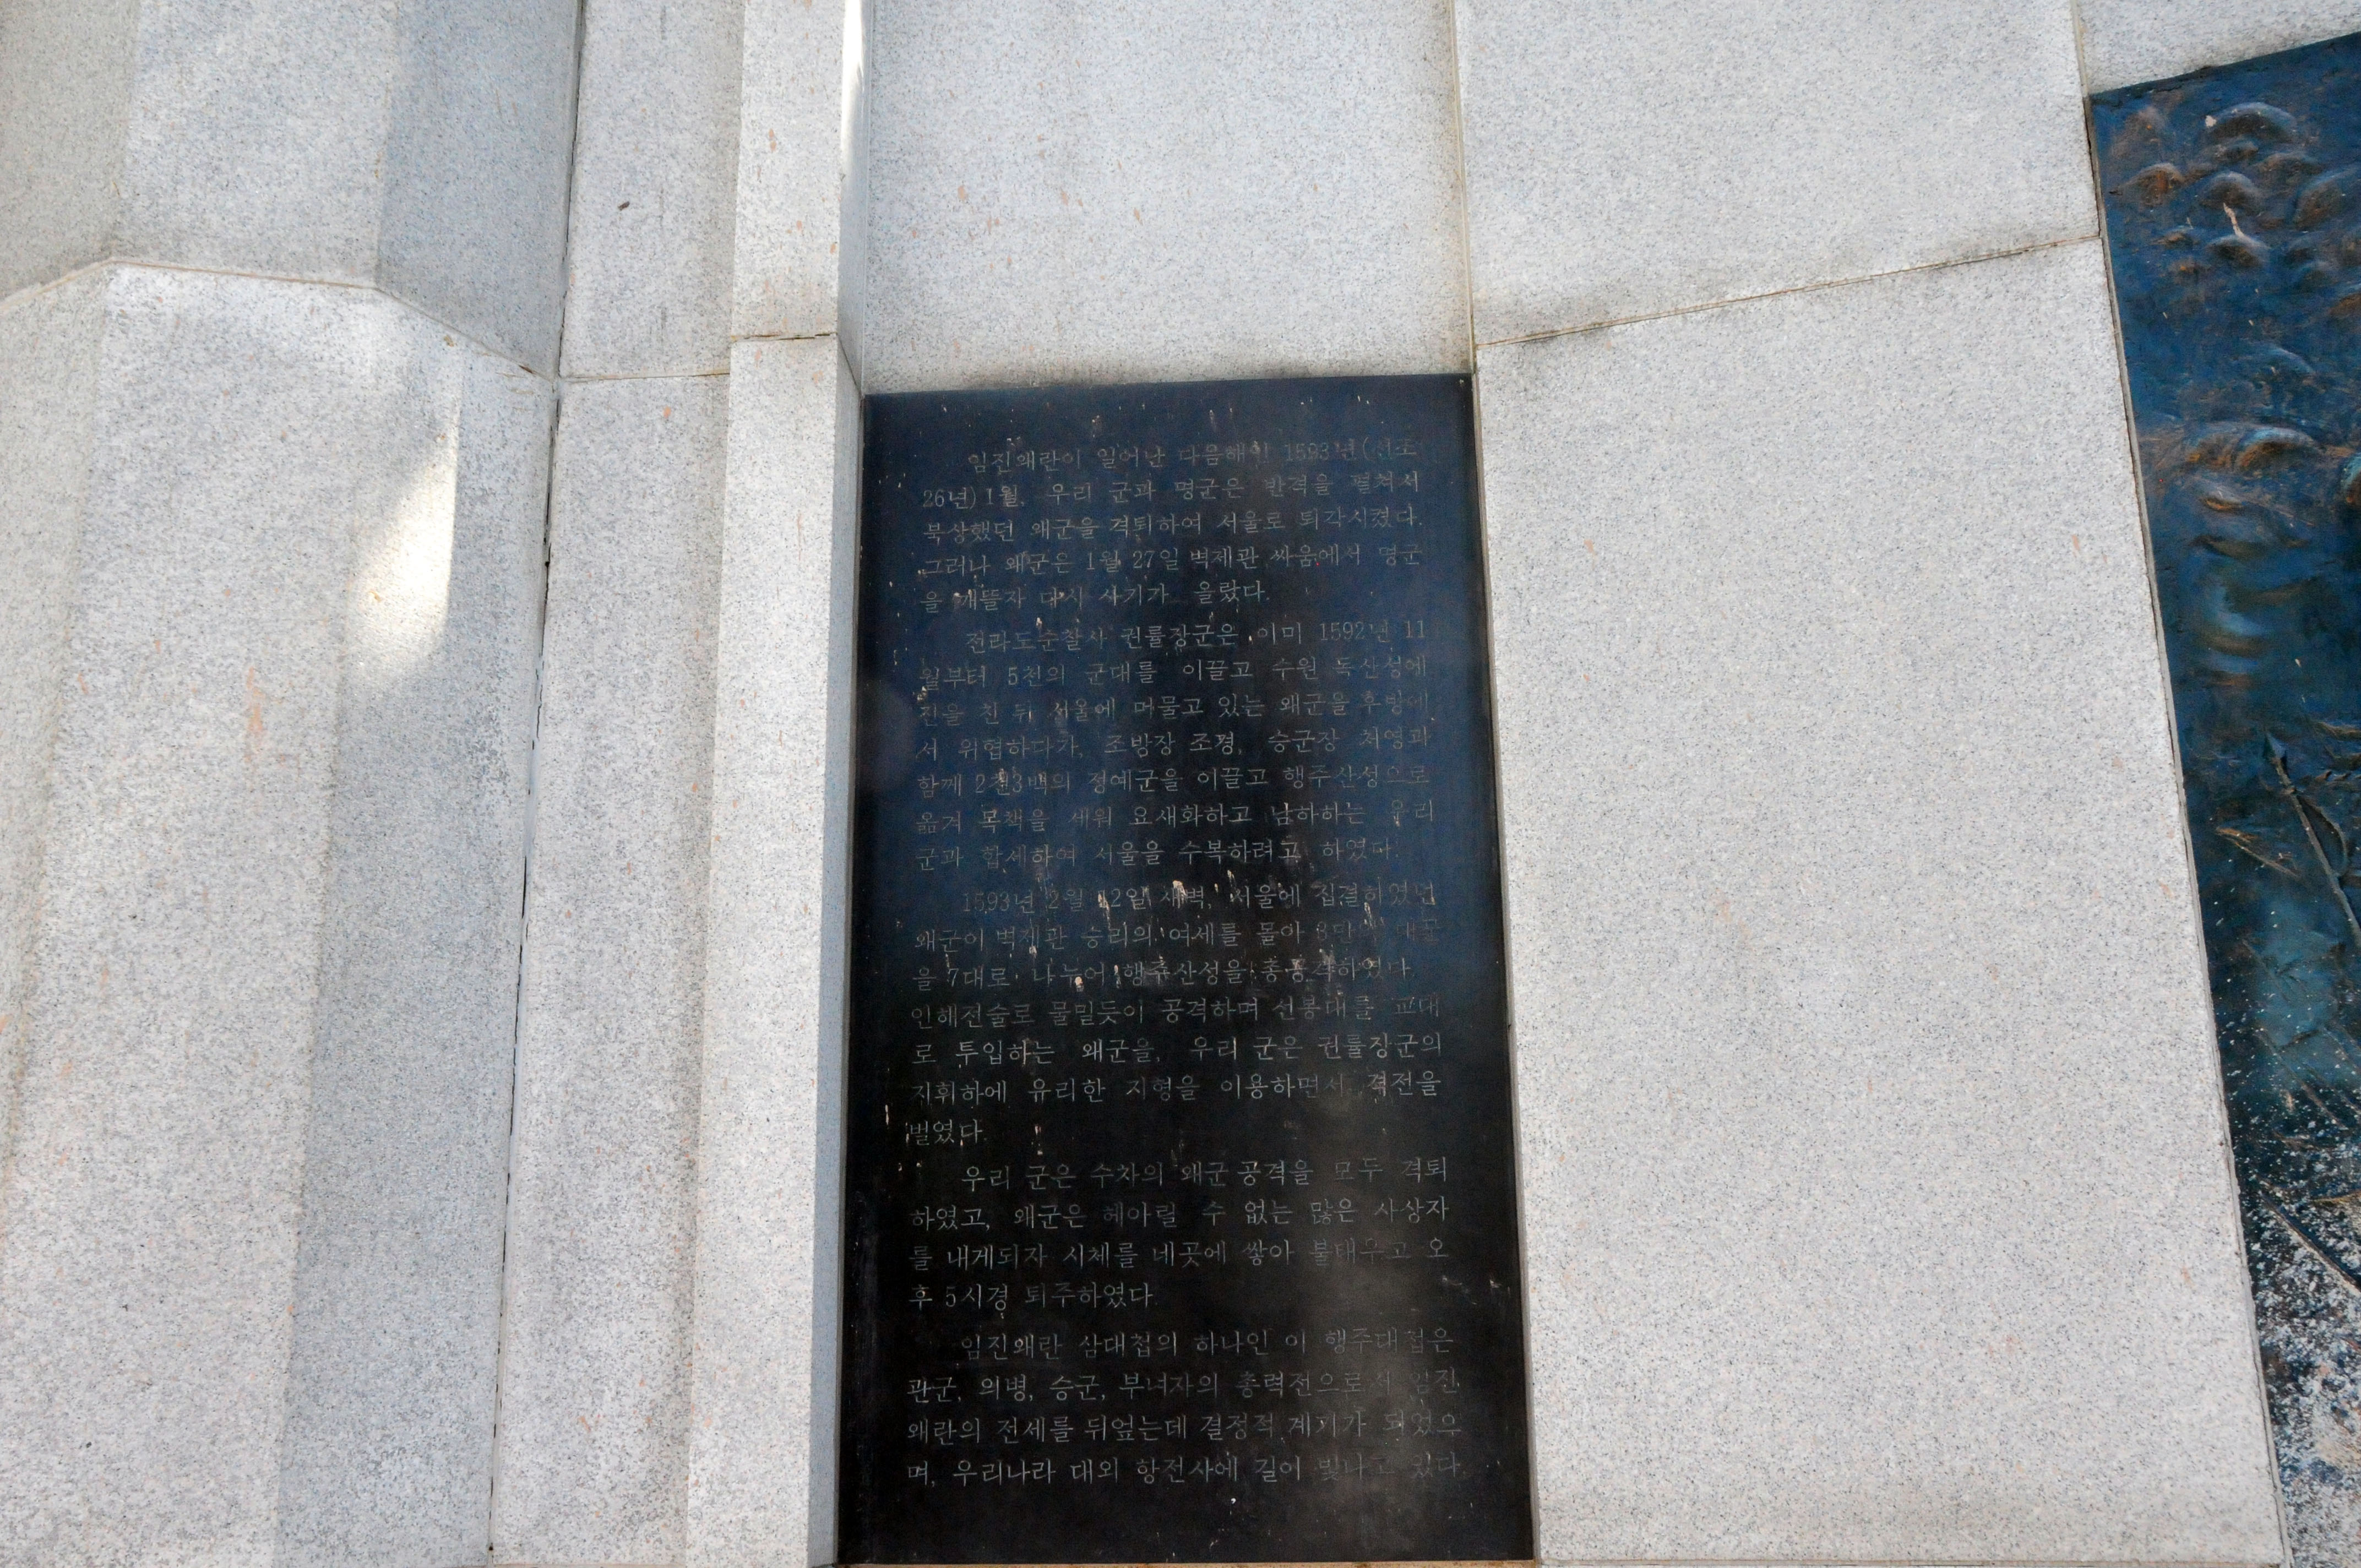 임진왜란이 일어난 다음해인 1593년(선조
26년)1월, 우리 군과 명군은 반격을 펼쳐서
북상했던 왜군을 격퇴하여 서울로 퇴각시켰다.
그러나 왜군은 1월 27일 벽제관 싸움에서 명군
을 깨뜰자 다시 사기가 올랐다.
전라도순찰사 권률장군은 이미 1592년 11
월부터 5천의 군대를 이끌고 수원 독산성에
진을 친 뒤 서울에 머물고 있는 왜군을 후방에
서 위협하다가, 조방장 조경, 승군장 처영과
함께 2천3백의 정예군을 이끌고 행주산성으로
옮겨 목책을 세워 요새화하고 남하하는 우리
군과 합세하여 서울을 수복하려고 하였다.
1593년 2월 12일 새벽, 서울에 집결하였던
왜군이 벽제관 승리의 여세를 몰아 3만의 대군
을 7대로 나누어 행주산성을 총공격하였다.
인해전술로 물밀듯이 공격하며 선봉대를 교대
로 투입하는 왜군을, 우리 군은 권률장군의
지휘하에 유리한 지형을 이용하면서 격전을
벌였다.
우리 군은 수차의 왜군 공격을 모두 격퇴
하였고, 왜군은 헤아릴 수 없는 많은 사상자
를 내게되자 시체를 네곳에 쌓아 불태우고 오
후 5시경 퇴주하였다.
임진왜란 삼대첩의 하나인 이 행주대첩은
관군, 의병, 승군, 부녀자의 총력전으로서 임진
왜란의 전세를 뒤엎는데 결정적 계기가 되었으
며, 우리나라 대외 항전사에 길이 빛나고 있다.